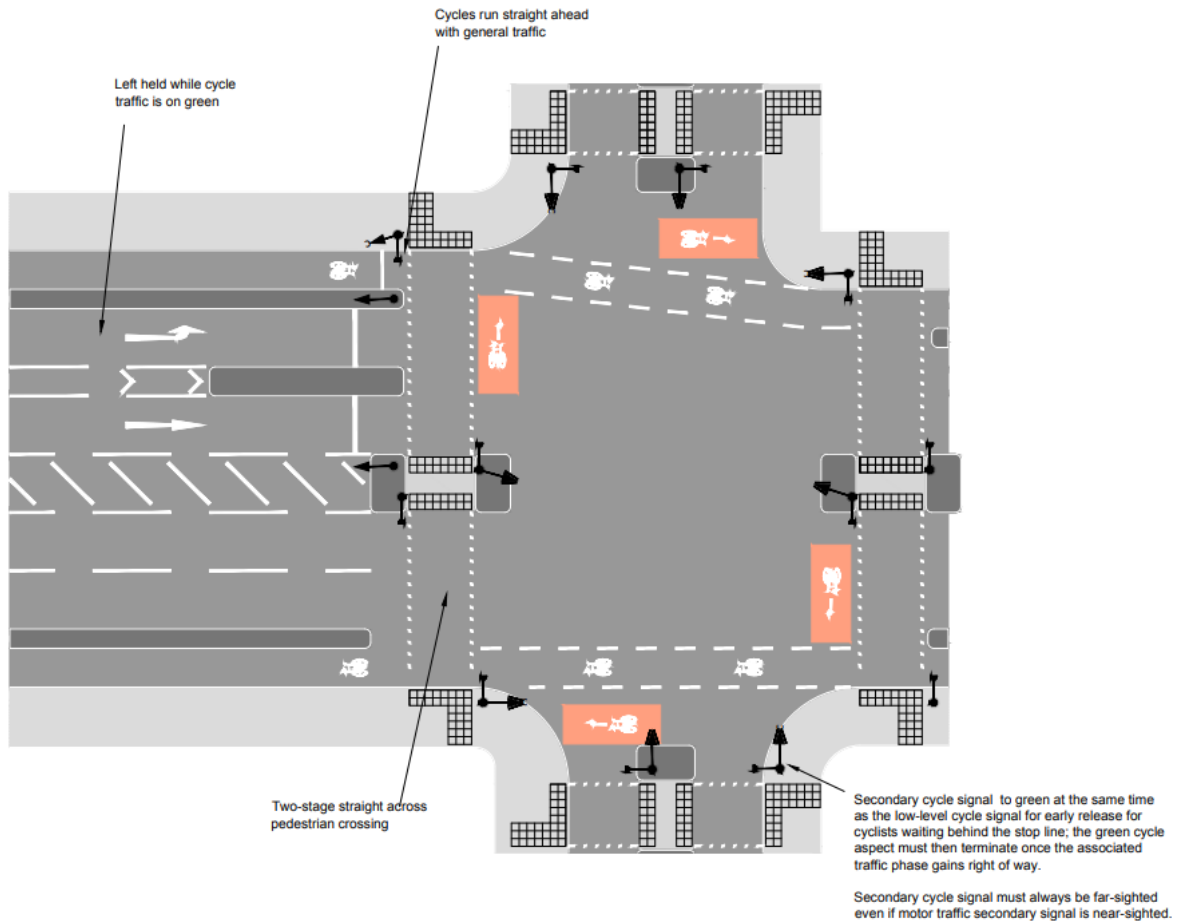 Cycles run straight ahead
with general traffic
Left held while cycle
traffic is on green
Two-stage straight across
pedestrian crossing
Secondary cycle signal  to green at the same time
as the low-level cycle signal for early release for
cyclists waiting behind the stop line; the green cycle
aspect must then terminate once the associated
traffic phase gains right of way.
Secondary cycle signal must always be far-sighted
even if motor traffic secondary signal is near-sighted.